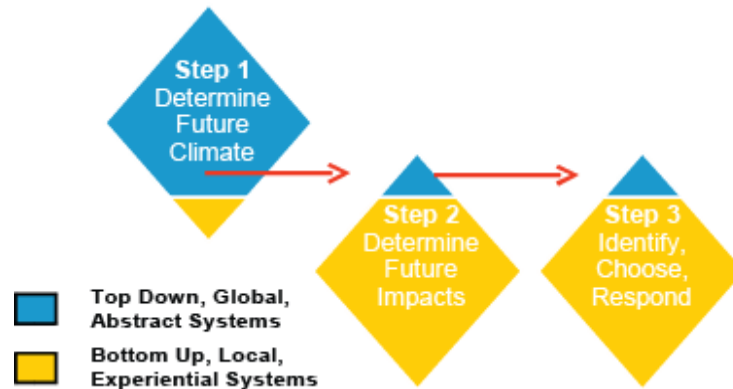 Step 1
Determine
Future
Climate
Step 2
Determine
Future
Impacts
Step 3
Identify,
Choose,
Respond
Top Down, Global,
Abstract Systems
Bottom Up, Local,
Experiential Systems